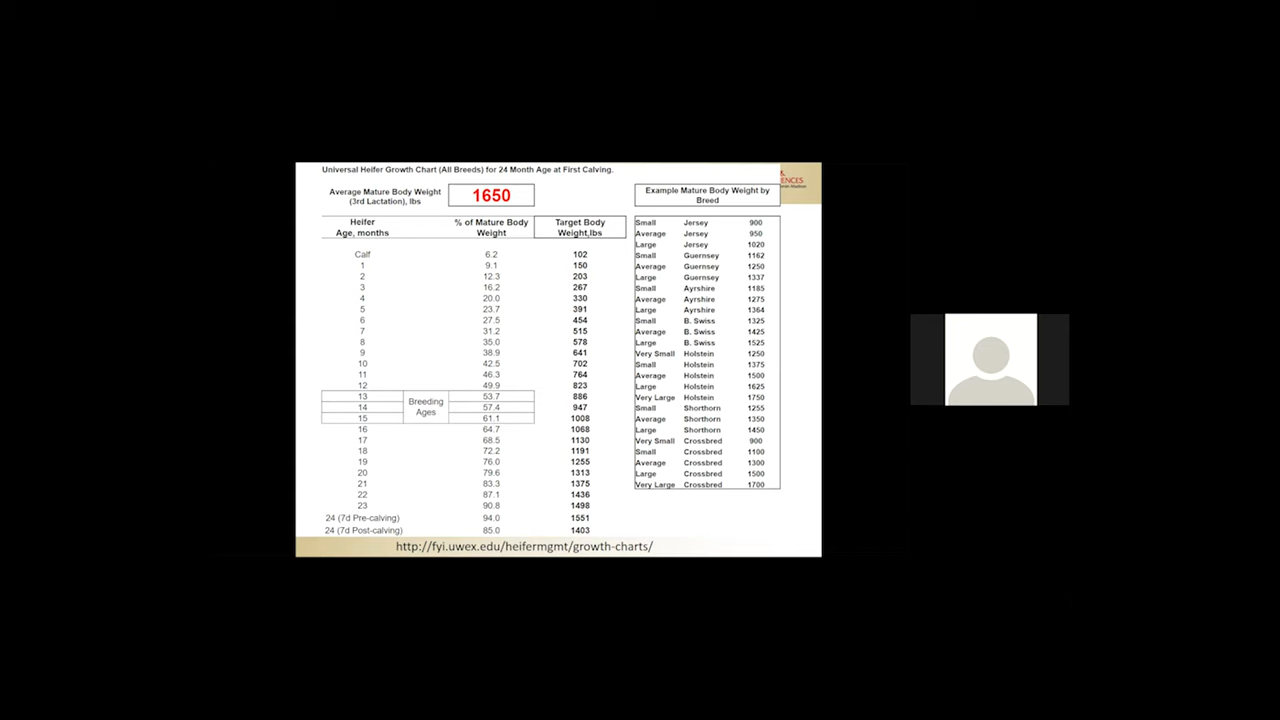 Universal Heifer Growth Chart (All Breeds) for 24 Month Age at First Calving.
ENCES
Average Mature Body Weight
(3rd Lactation), lbs
1650
Heifer
Age, months
% of Mature Body
Weight
Target Body
Weight,lbs
Calf 6.2 102
1 9.1 150
2 12.3 203
3 16.2 267
4 20.0 330
5 23.7 391
6 27.5 454
7 31.2 515
8 35.0 578
9 38.9 641
10 42.5 702
11 46.3 764
12 49.9 823
Breeding
Ages
13 53.7 886
14 57.4 947
15 61.1 1008
16 64.7 1068
17 68.5 1130
18 72.2 1191
19 76.0 1255
20 79.6 1313
21 83.3 1375
22 87.1 1436
23 90.8 1498
24 (7d Pre-calving) 94.0 1551
24 (7d Post-calving) 85.0 1403
Example Mature Body Weight by
Breed
Small Jersey 900
Average Jersey 950
Large Jersey 1020
Small Guernsey 1162
Average Guernsey 1250
Large Guernsey 1337
Small Ayrshire 1185
Average Ayrshire 1275
Large Ayrshire 1364
Small B. Swiss 1325
Average B. Swiss 1425
Large B. Swiss 1525
Very Small Holstein 1250
Small Holstein 1375
Average Holstein 1500
Large Holstein 1625
Very Large Holstein 1750
Small Shorthorn 1255
Average Shorthorn 1350
Large Shorthorn 1450
Very Small Crossbred 900
Small Crossbred 1100
Average Crossbred 1300
Large Crossbred 1500
Very Large Crossbred 1700
http://fyi.uwex.edu/heifermgmt/growth-charts/